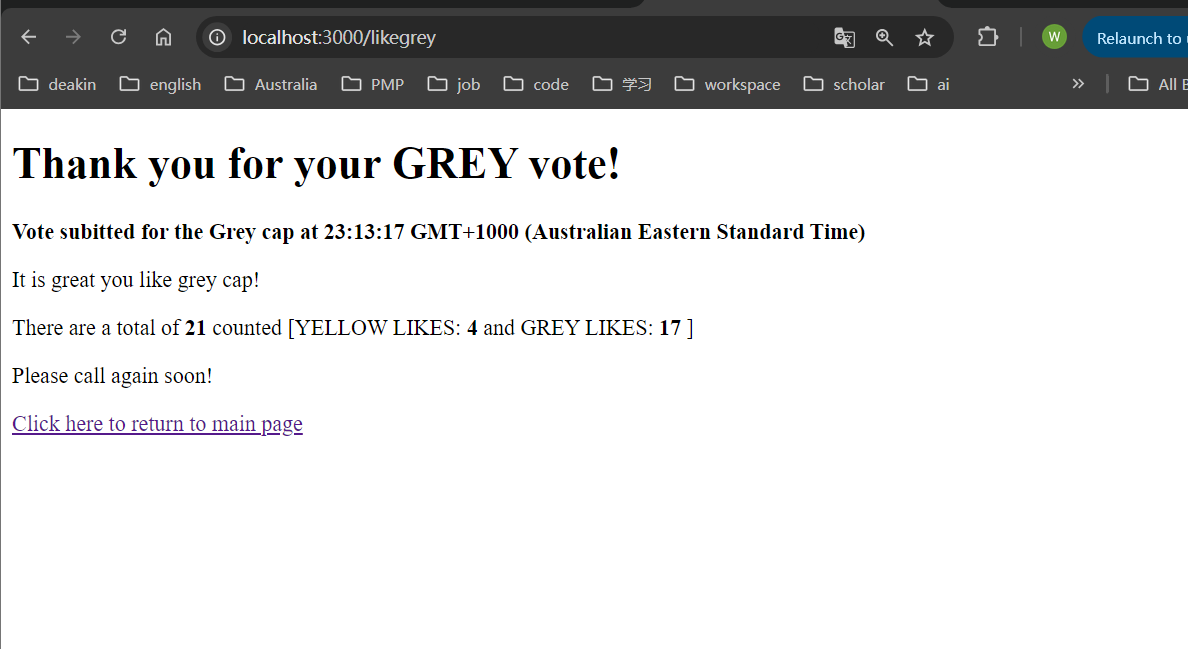 localhost:3000/likegrey
W
Relaunch to
deakin english Australia PMP job code 学习 workspace scholar ai » All B
Thank you for your GREY vote!
Vote subitted for the Grey cap at 23:13:17 GMT+1000 (Australian Eastern Standard Time)
It is great you like grey cap!
There are a total of 21 counted [YELLOW LIKES: 4 and GREY LIKES: 17 ]
Please call again soon!
Click here to return to main page